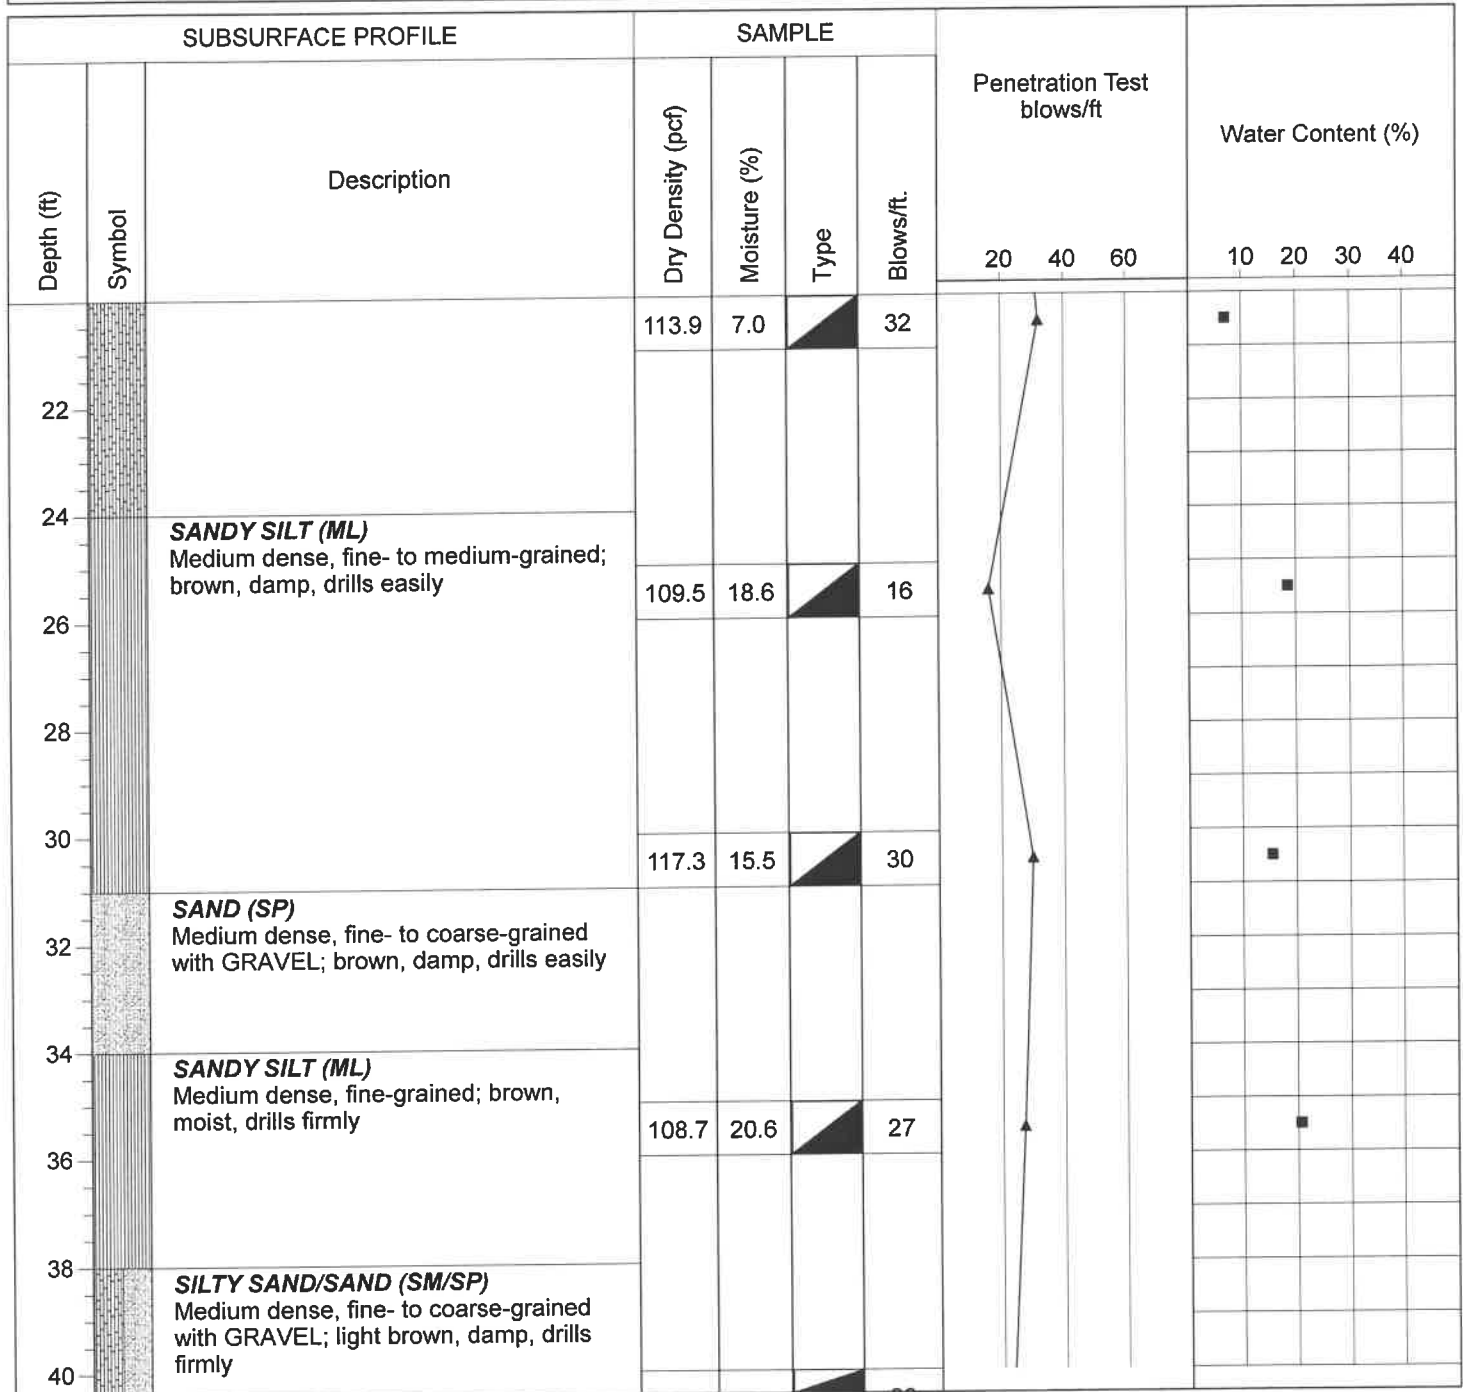 SUBSURFACE PROFILE
SAMPLE
Depth (ft)
Symbol
Description
Dry Density (pcf)
Moisture (%)
Type
Blows/ft.
Penetration Test
blows/ft
20 40 60
Water Content (%)
10 20 30 40
113.9 7.0 32
22
24
SANDY SILT (ML)
Medium dense, fine- to medium-grained;
brown, damp, drills easily
109.5 18.6 16
26
28
30
117.3 15.5 30
SAND (SP)
Medium dense, fine- to coarse-grained
with GRAVEL; brown, damp, drills easily
32
34
SANDY SILT (ML)
Medium dense, fine-grained; brown,
moist, drills firmly
108.7 20.6 27
36
38
SILTY SAND/SAND (SM/SP)
Medium dense, fine- to coarse-grained
with GRAVEL; light brown, damp, drills
firmly
40